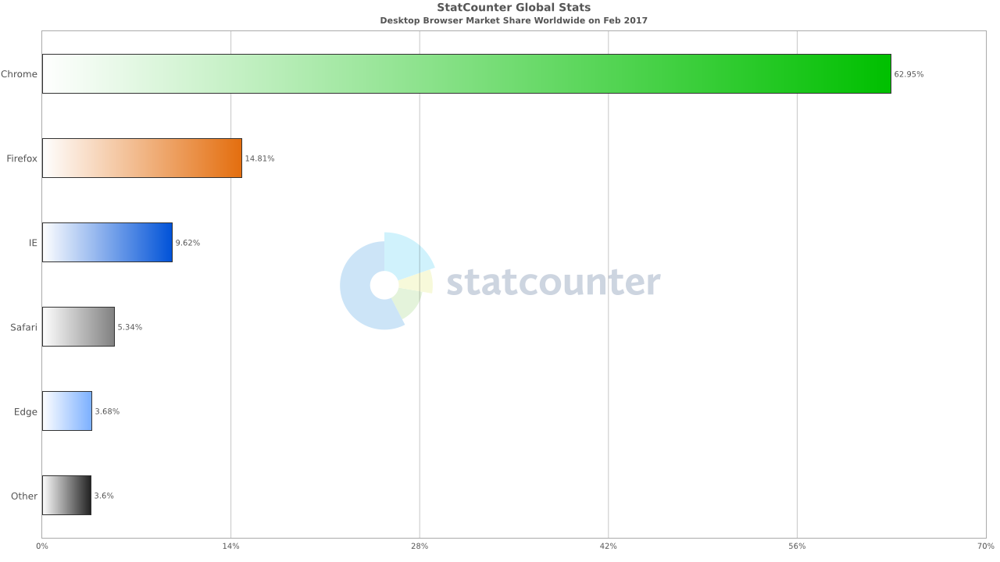 StatCounter Global Stats
Desktop Browser Market Share Worldwide on Feb 2017
Chrome 62.95%
Firefox 14.81%
IE 9.62%
statcounter
Safari 5.34%
Edge 3.68%
Other 3.6%
0% 14% 28% 42% 56% 70%